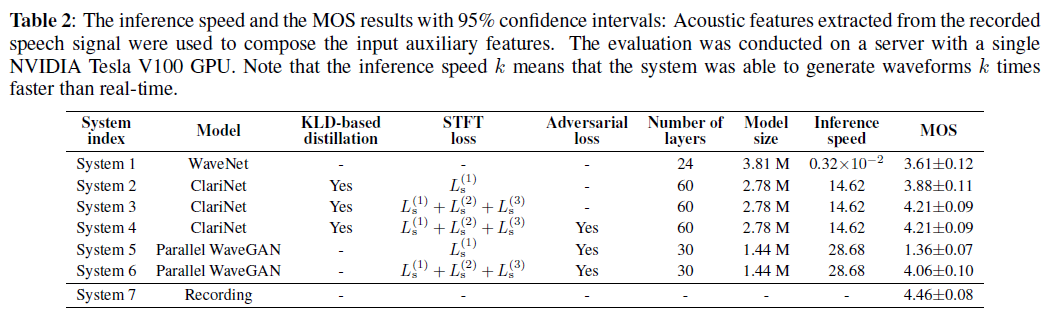 Table 2: The inference speed and the MOS results with 95% confidence intervals: Acoustic features extracted from the recorded
speech signal were used to compose the input auxiliary features. The evaluation was conducted on a server with a single
NVIDIA Tesla V100 GPU. Note that the inference speed k means that the system was able to generate waveforms k times
faster than real-time.
System index | Model | KLD-based distillation | STFT loss | Adversarial loss | Number of layers | Model size | Inference speed | MOS
System 1 | WaveNet | - | - | - | 24 | 3.81 M | 0.32×10⁻² | 3.61±0.12
System 2 | ClariNet | Yes | L_s^(1) | - | 60 | 2.78 M | 14.62 | 3.88±0.11
System 3 | ClariNet | Yes | L_s^(1) + L_s^(2) + L_s^(3) | - | 60 | 2.78 M | 14.62 | 4.21±0.09
System 4 | ClariNet | Yes | L_s^(1) + L_s^(2) + L_s^(3) | Yes | 60 | 2.78 M | 14.62 | 4.21±0.09
System 5 | Parallel WaveGAN | - | L_s^(1) | Yes | 30 | 1.44 M | 28.68 | 1.36±0.07
System 6 | Parallel WaveGAN | - | L_s^(1) + L_s^(2) + L_s^(3) | Yes | 30 | 1.44 M | 28.68 | 4.06±0.10
System 7 | Recording | - | - | - | - | - | - | 4.46±0.08